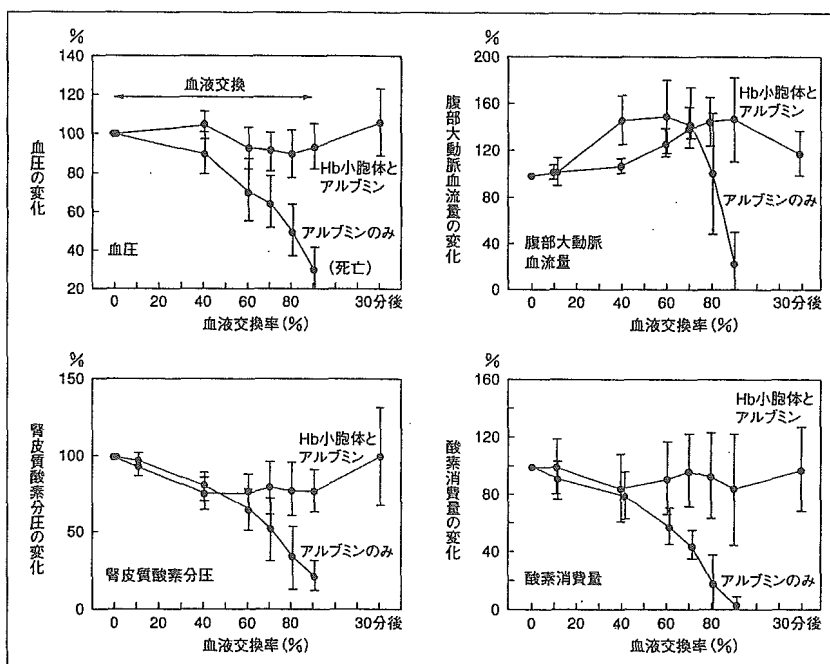 %
140
120
100
80
60
40
20
血圧の変化
血液交換
Hb小胞体と
アルブミン
アルブミンのみ
(死亡)
血圧
0 20 40 60 80 30分後
血液交換率(%)
%
200
160
120
80
40
0
腹部大動脈血流量の変化
Hb小胞体と
アルブミン
アルブミンのみ
腹部大動脈
血流量
0 20 40 60 80 30分後
血液交換率(%)
%
150
100
50
0
腎皮質酸素分圧の変化
Hb小胞体と
アルブミン
アルブミンのみ
腎皮質酸素分圧
0 20 40 60 80 30分後
血液交換率(%)
%
160
120
80
40
0
酸素消費量の変化
Hb小胞体と
アルブミン
アルブミンのみ
酸素消費量
0 20 40 60 80 30分後
血液交換率(%)